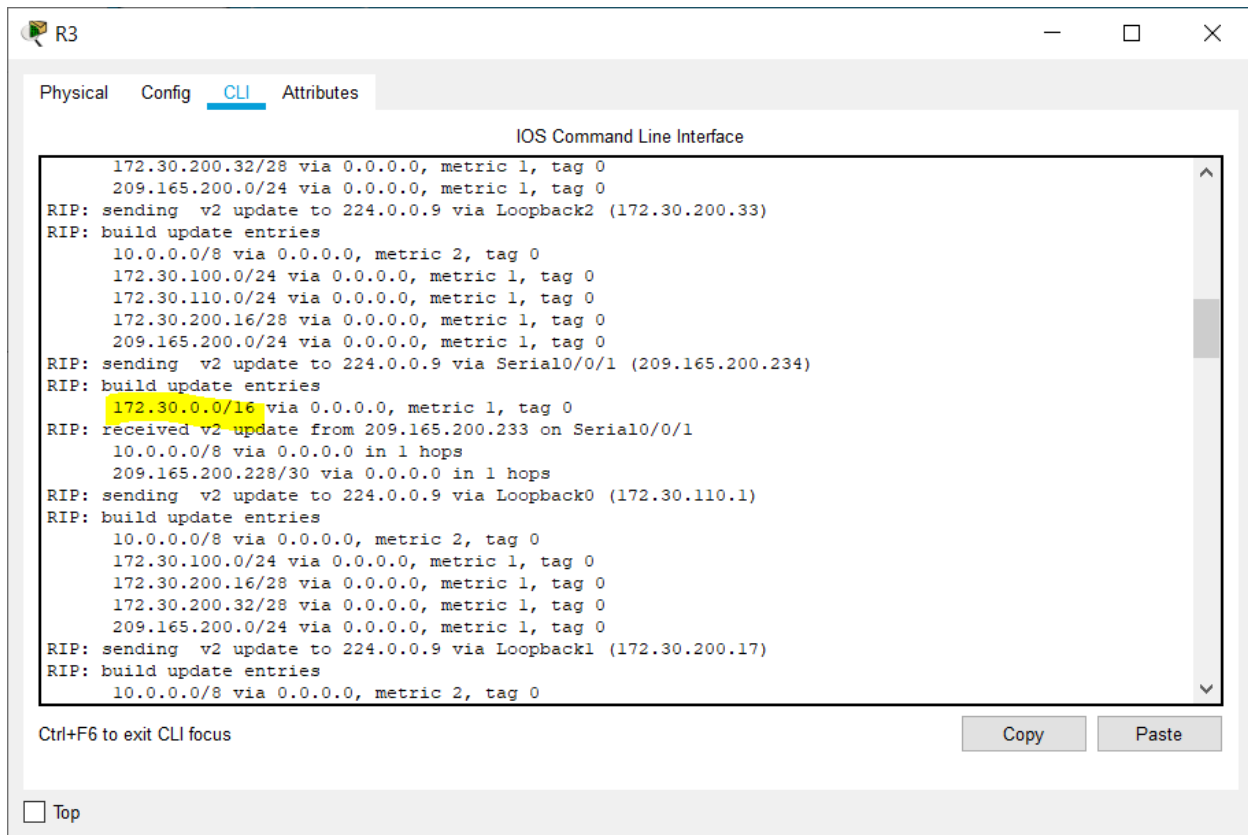 R3
Physical Config CLI Attributes
IOS Command Line Interface
172.30.200.32/28 via 0.0.0.0, metric 1, tag 0
209.165.200.0/24 via 0.0.0.0, metric 1, tag 0
RIP: sending  v2 update to 224.0.0.9 via Loopback2 (172.30.200.33)
RIP: build update entries
10.0.0.0/8 via 0.0.0.0, metric 2, tag 0
172.30.100.0/24 via 0.0.0.0, metric 1, tag 0
172.30.110.0/24 via 0.0.0.0, metric 1, tag 0
172.30.200.16/28 via 0.0.0.0, metric 1, tag 0
209.165.200.0/24 via 0.0.0.0, metric 1, tag 0
RIP: sending  v2 update to 224.0.0.9 via Serial0/0/1 (209.165.200.234)
RIP: build update entries
172.30.0.0/16 via 0.0.0.0, metric 1, tag 0
RIP: received v2 update from 209.165.200.233 on Serial0/0/1
10.0.0.0/8 via 0.0.0.0 in 1 hops
209.165.200.228/30 via 0.0.0.0 in 1 hops
RIP: sending  v2 update to 224.0.0.9 via Loopback0 (172.30.110.1)
RIP: build update entries
10.0.0.0/8 via 0.0.0.0, metric 2, tag 0
172.30.100.0/24 via 0.0.0.0, metric 1, tag 0
172.30.200.16/28 via 0.0.0.0, metric 1, tag 0
172.30.200.32/28 via 0.0.0.0, metric 1, tag 0
209.165.200.0/24 via 0.0.0.0, metric 1, tag 0
RIP: sending  v2 update to 224.0.0.9 via Loopback1 (172.30.200.17)
RIP: build update entries
10.0.0.0/8 via 0.0.0.0, metric 2, tag 0
Ctrl+F6 to exit CLI focus
Copy Paste
Top